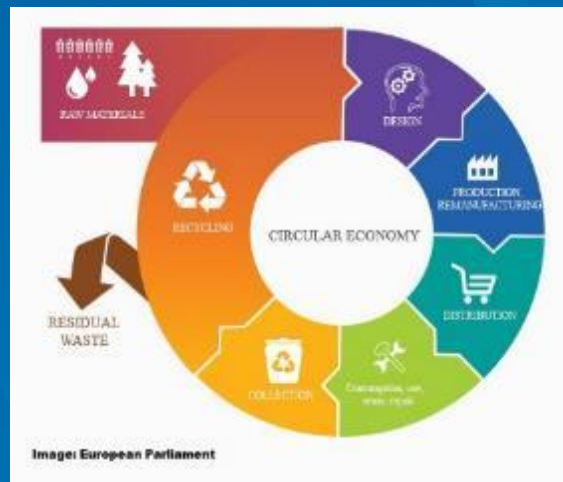 RAW MATERIALS
DESIGN
PRODUCTION
REMANUFACTURING
RECYCLING
CIRCULAR ECONOMY
DISTRIBUTION
RESIDUAL
WASTE
COLLECTION
Consumption, use,
reuse, repair
Image: European Parliament